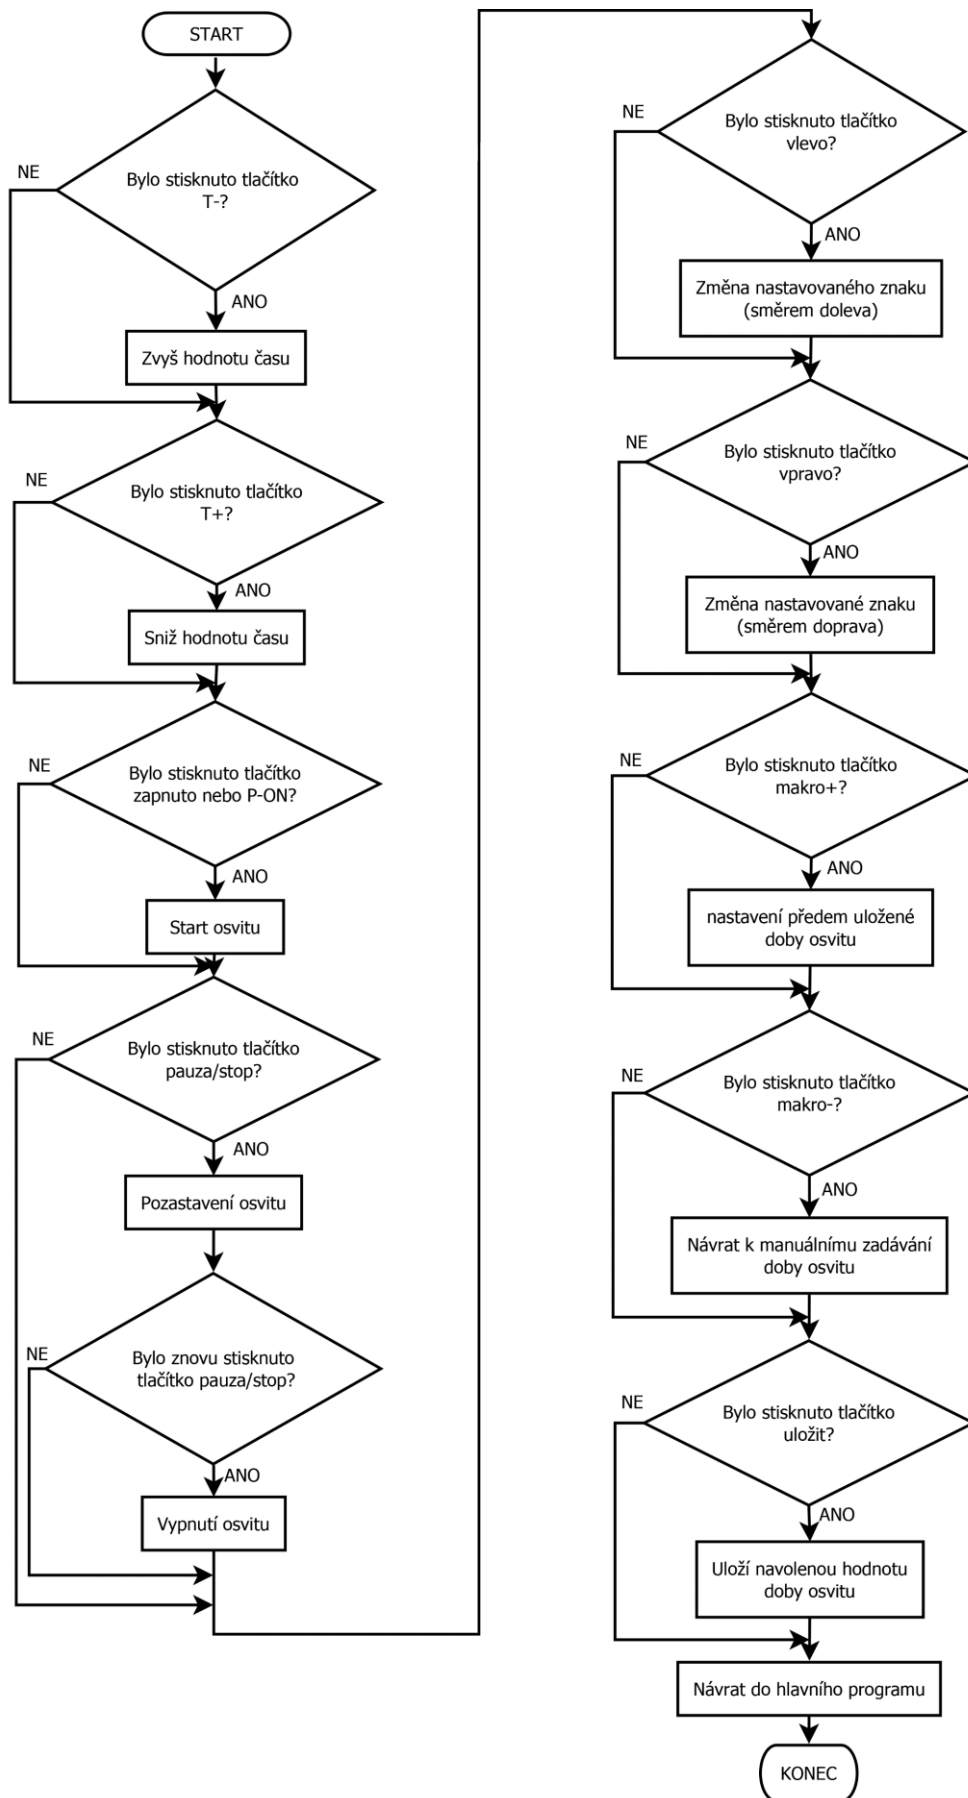 START
NE
Bylo stisknuto tlačítko
T-?
ANO
Zvyš hodnotu času
NE
Bylo stisknuto tlačítko
T+?
ANO
Sniž hodnotu času
NE
Bylo stisknuto tlačítko
zapnuto nebo P-ON?
ANO
Start osvitu
NE
Bylo stisknuto tlačítko
pauza/stop?
ANO
Pozastavení osvitu
NE
Bylo znovu stisknuto
tlačítko pauza/stop?
ANO
Vypnutí osvitu
NE
Bylo stisknuto tlačítko
vlevo?
ANO
Změna nastavovaného znaku
(směrem doleva)
NE
Bylo stisknuto tlačítko
vpravo?
ANO
Změna nastavované znaku
(směrem doprava)
NE
Bylo stisknuto tlačítko
makro+?
ANO
nastavení předem uložené
doby osvitu
NE
Bylo stisknuto tlačítko
makro-?
ANO
Návrat k manuálnímu zadávání
doby osvitu
NE
Bylo stisknuto tlačítko
uložit?
ANO
Uloží navolenou hodnotu
doby osvitu
Návrat do hlavního programu
KONEC